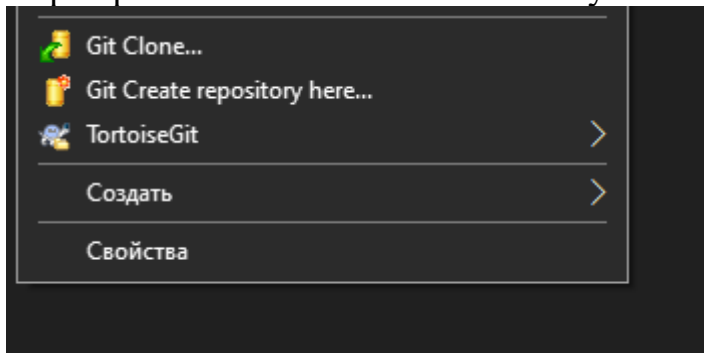 Git Clone...
Git Create repository here...
TortoiseGit
Создать
Свойства